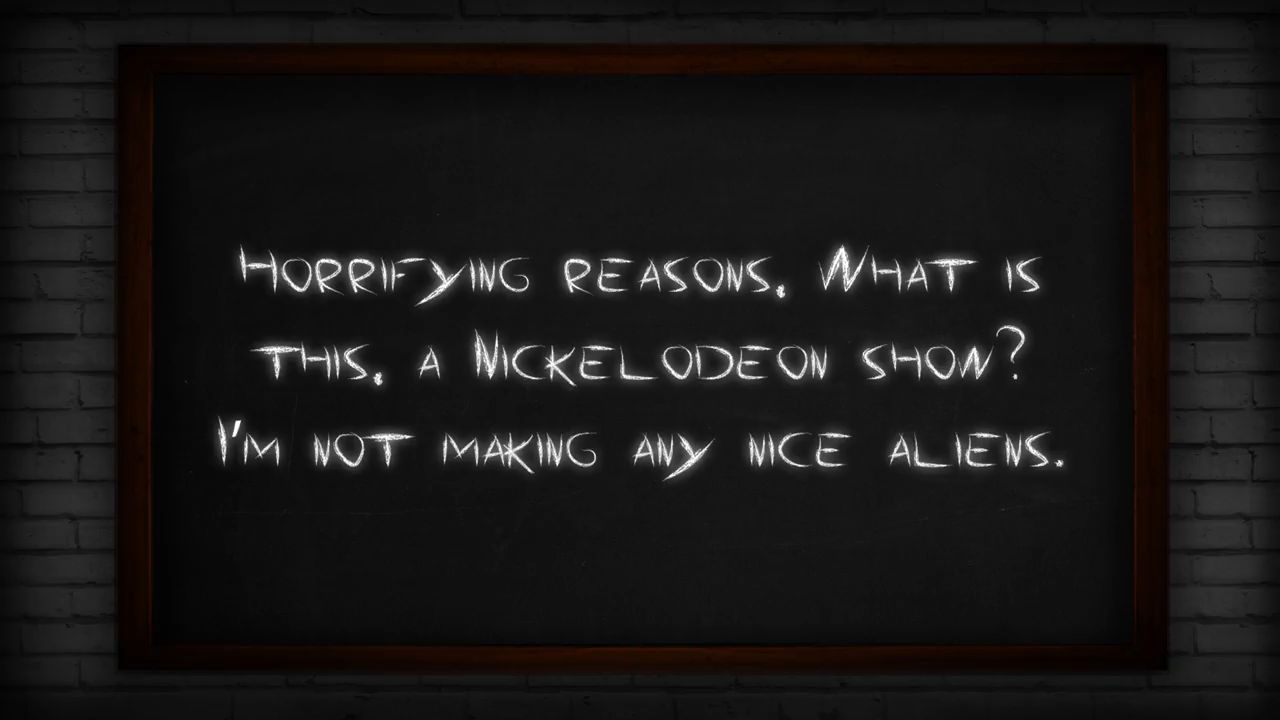 Horrifying reasons. What is
this, a Nickelodeon show?
I'm not making any nice aliens.